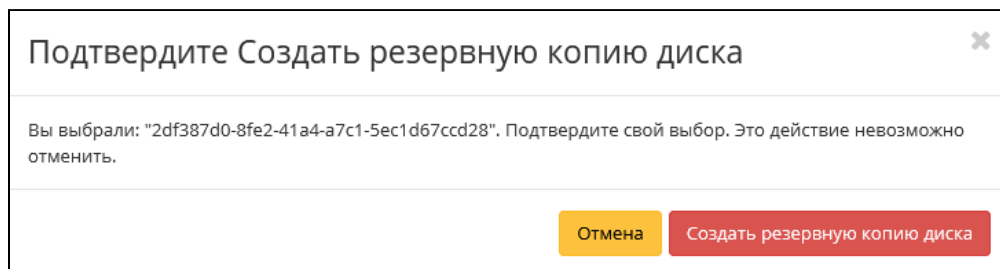 Подтвердите Создать резервную копию диска
Вы выбрали: "2df387d0-8fe2-41a4-a7c1-5ec1d67ccd28". Подтвердите свой выбор. Это действие невозможно
отменить.
Отмена
Создать резервную копию диска